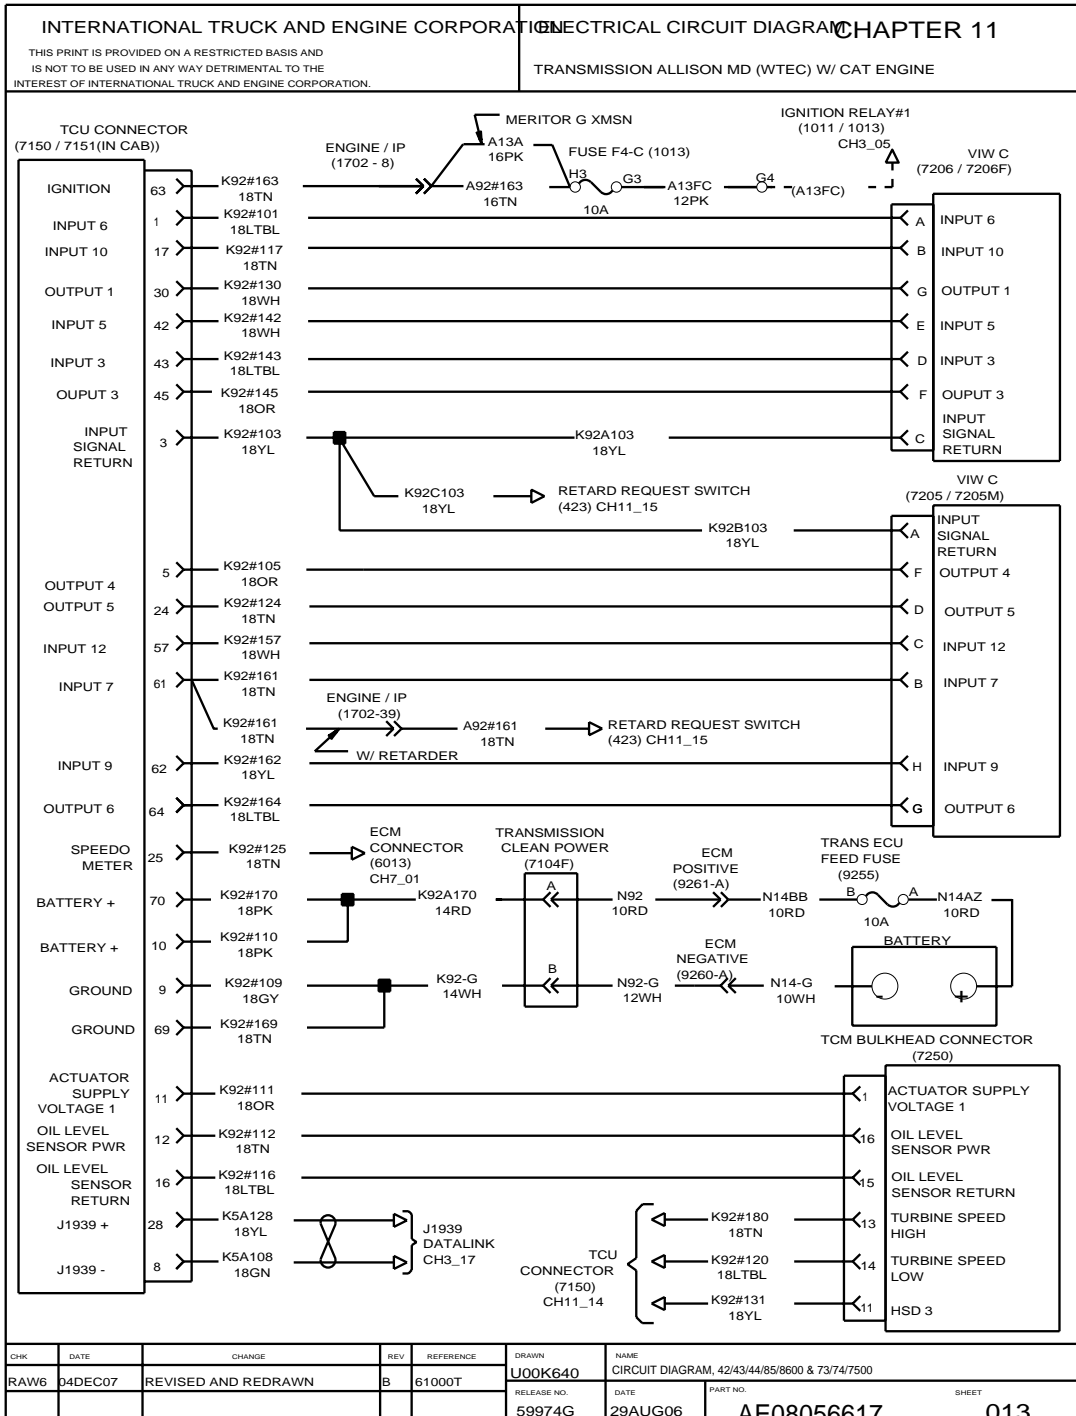 INTERNATIONAL TRUCK AND ENGINE CORPORATION
THIS PRINT IS PROVIDED ON A RESTRICTED BASIS AND
IS NOT TO BE USED IN ANY WAY DETRIMENTAL TO THE
INTEREST OF INTERNATIONAL TRUCK AND ENGINE CORPORATION.
ELECTRICAL CIRCUIT DIAGRAM
CHAPTER 11
TRANSMISSION ALLISON MD (WTEC) W/ CAT ENGINE
TCU CONNECTOR
(7150 / 7151(IN CAB))
ENGINE / IP
(1702 - 8)
MERITOR G XMSN
A13A
16PK
FUSE F4-C (1013)
IGNITION RELAY#1
(1011 / 1013)
CH3_05
VIW C
(7206 / 7206F)
IGNITION 63 K92#163
18TN
A92#163
16TN
H3 G3
10A
A13FC
12PK
G4
(A13FC)
INPUT 6 1 K92#101
18LTBL
A INPUT 6
INPUT 10 17 K92#117
18TN
B INPUT 10
OUTPUT 1 30 K92#130
18WH
G OUTPUT 1
INPUT 5 42 K92#142
18WH
E INPUT 5
INPUT 3 43 K92#143
18LTBL
D INPUT 3
OUPUT 3 45 K92#145
18OR
F OUPUT 3
INPUT
SIGNAL
RETURN
3 K92#103
18YL
K92A103
18YL
C
INPUT
SIGNAL
RETURN
K92C103
18YL
RETARD REQUEST SWITCH
(423) CH11_15
VIW C
(7205 / 7205M)
K92B103
18YL
A
INPUT
SIGNAL
RETURN
OUTPUT 4 5 K92#105
18OR
F OUTPUT 4
OUTPUT 5 24 K92#124
18TN
D OUTPUT 5
INPUT 12 57 K92#157
18WH
C INPUT 12
INPUT 7 61 K92#161
18TN
B INPUT 7
ENGINE / IP
(1702-39)
K92#161
18TN
A92#161
18TN
RETARD REQUEST SWITCH
(423) CH11_15
W/ RETARDER
INPUT 9 62 K92#162
18YL
H INPUT 9
OUTPUT 6 64 K92#164
18LTBL
G OUTPUT 6
SPEEDO
METER
25 K92#125
18TN
ECM
CONNECTOR
(6013)
CH7_01
TRANSMISSION
CLEAN POWER
(7104F)
ECM
POSITIVE
(9261-A)
TRANS ECU
FEED FUSE
(9255)
BATTERY + 70 K92#170
18PK
K92A170
14RD
A
N92
10RD
N14BB
10RD
B A
10A
N14AZ
10RD
BATTERY + 10 K92#110
18PK
ECM
NEGATIVE
(9260-A)
BATTERY
- +
GROUND 9 K92#109
18GY
K92-G
14WH
B
N92-G
12WH
N14-G
10WH
GROUND 69 K92#169
18TN
TCM BULKHEAD CONNECTOR
(7250)
ACTUATOR
SUPPLY
VOLTAGE 1
11 K92#111
18OR
1 ACTUATOR SUPPLY
VOLTAGE 1
OIL LEVEL
SENSOR PWR
12 K92#112
18TN
16 OIL LEVEL
SENSOR PWR
OIL LEVEL
SENSOR
RETURN
16 K92#116
18LTBL
15 OIL LEVEL
SENSOR RETURN
J1939 + 28 K5A128
18YL
J1939 - 8 K5A108
18GN
J1939
DATALINK
CH3_17
TCU
CONNECTOR
(7150)
CH11_14
K92#180
18TN
13 TURBINE SPEED
HIGH
K92#120
18LTBL
14 TURBINE SPEED
LOW
K92#131
18YL
11 HSD 3
CHK DATE CHANGE REV REFERENCE
RAW6 04DEC07 REVISED AND REDRAWN B 61000T
DRAWN
U00K640
NAME
CIRCUIT DIAGRAM, 42/43/44/85/8600 & 73/74/7500
RELEASE NO.
59974G
DATE
29AUG06
PART NO.
AE08056617
SHEET
013